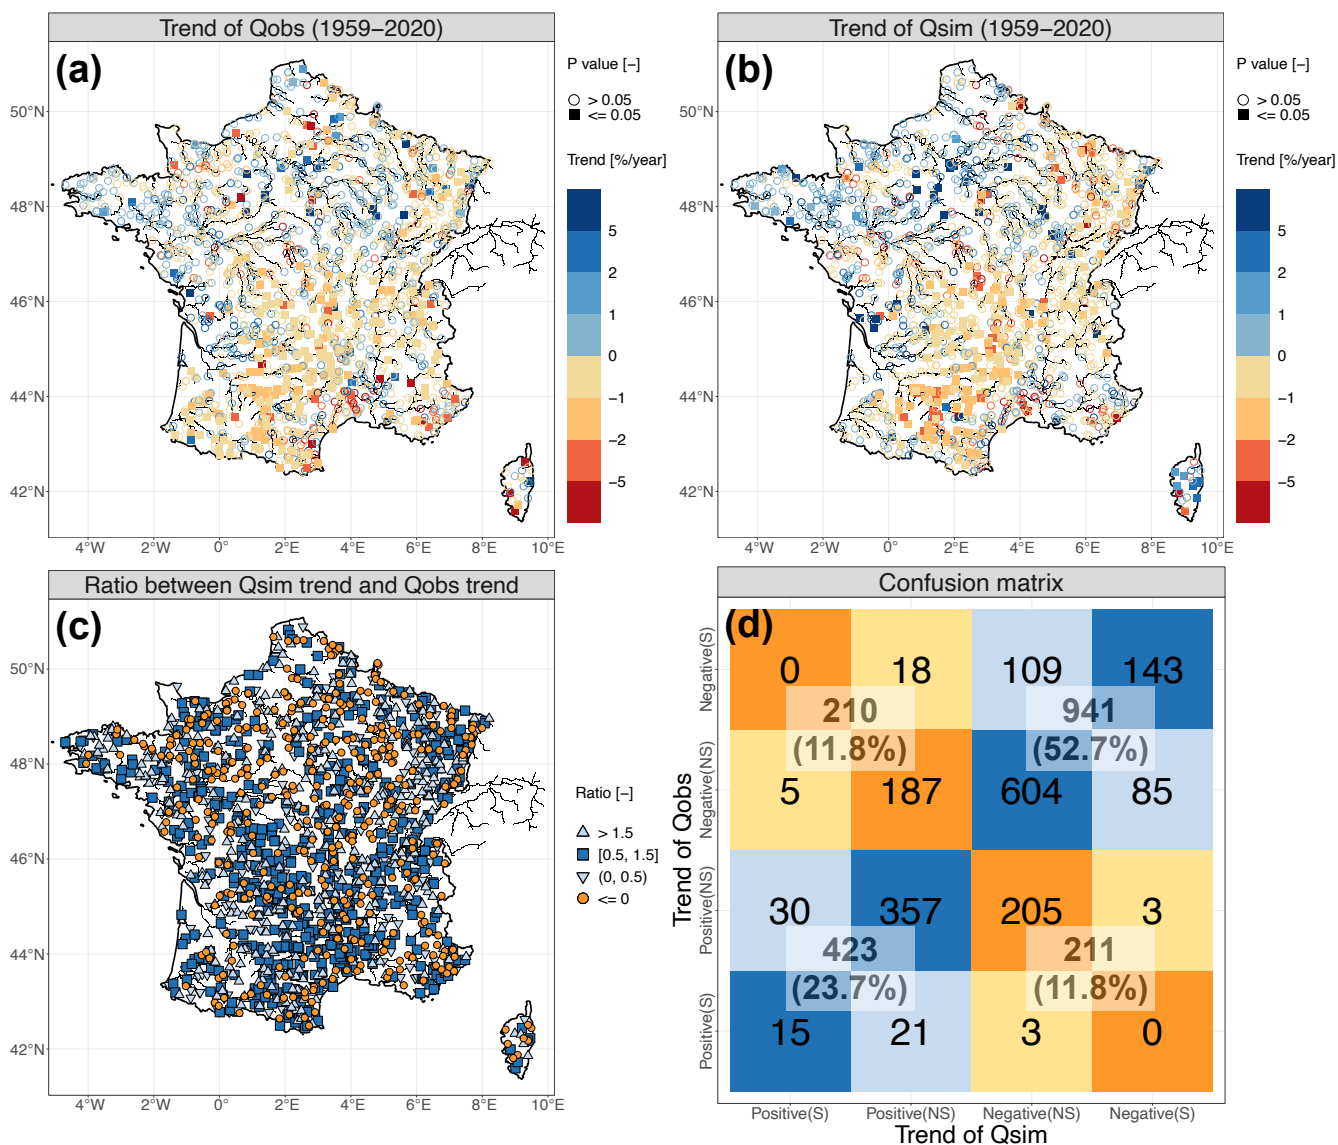 Trend of Qobs (1959−2020)
(a)
50°N
48°N
46°N
44°N
42°N
4°W 2°W 0° 2°E 4°E 6°E 8°E 10°E
P value [−]
> 0.05
<= 0.05
Trend [%/year]
5
2
1
0
−1
−2
−5
Trend of Qsim (1959−2020)
(b)
50°N
48°N
46°N
44°N
42°N
4°W 2°W 0° 2°E 4°E 6°E 8°E 10°E
P value [−]
> 0.05
<= 0.05
Trend [%/year]
5
2
1
0
−1
−2
−5
Ratio between Qsim trend and Qobs trend
(c)
50°N
48°N
46°N
44°N
42°N
4°W 2°W 0° 2°E 4°E 6°E 8°E 10°E
Ratio [−]
> 1.5
[0.5, 1.5]
(0, 0.5)
<= 0
Confusion matrix
(d)
Trend of Qobs
Negative(S)
Negative(NS)
Positive(NS)
Positive(S)
0 18 109 143
210 941
(11.8%) (52.7%)
5 187 604 85
30 357 205 3
423 211
(23.7%) (11.8%)
15 21 3 0
Positive(S) Positive(NS) Negative(NS) Negative(S)
Trend of Qsim